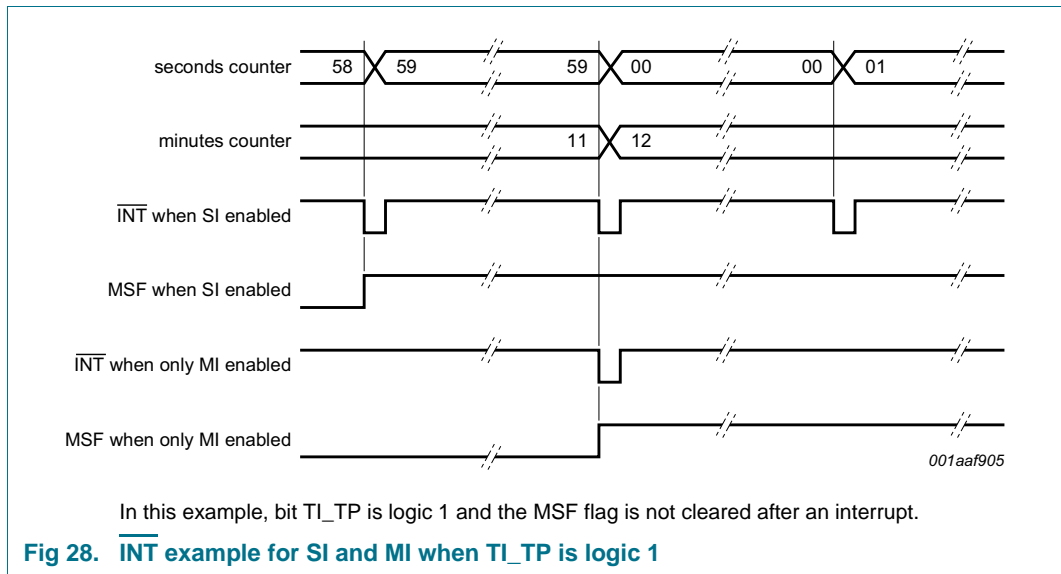 seconds counter 58 59 59 00 00 01
minutes counter 11 12
INT when SI enabled
MSF when SI enabled
INT when only MI enabled
MSF when only MI enabled
001aaf905
In this example, bit TI_TP is logic 1 and the MSF flag is not cleared after an interrupt.
Fig 28. INT example for SI and MI when TI_TP is logic 1